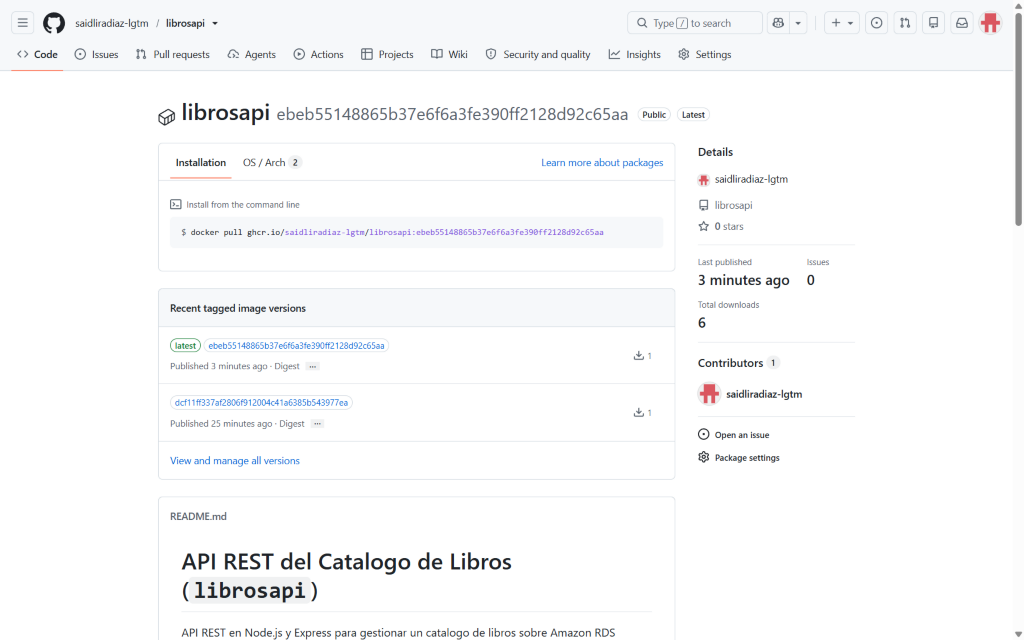 saidliradiaz-lgtm / librosapi
Type / to search
Code
Issues
Pull requests
Agents
Actions
Projects
Wiki
Security and quality
Insights
Settings
librosapi ebeb55148865b37e6f6a3fe390ff2128d92c65aa Public Latest
Installation
OS / Arch 2
Learn more about packages
Install from the command line
$ docker pull ghcr.io/saidliradiaz-lgtm/librosapi:ebeb55148865b37e6f6a3fe390ff2128d92c65aa
Recent tagged image versions
latest ebeb55148865b37e6f6a3fe390ff2128d92c65aa
Published 3 minutes ago · Digest ...
1
dcf11ff337af2806f912004c41a6385b543977ea
Published 25 minutes ago · Digest ...
1
View and manage all versions
README.md
API REST del Catalogo de Libros
(librosapi)
API REST en Node.js y Express para gestionar un catalogo de libros sobre Amazon RDS
Details
saidliradiaz-lgtm
librosapi
0 stars
Last published
3 minutes ago
Issues
0
Total downloads
6
Contributors 1
saidliradiaz-lgtm
Open an issue
Package settings